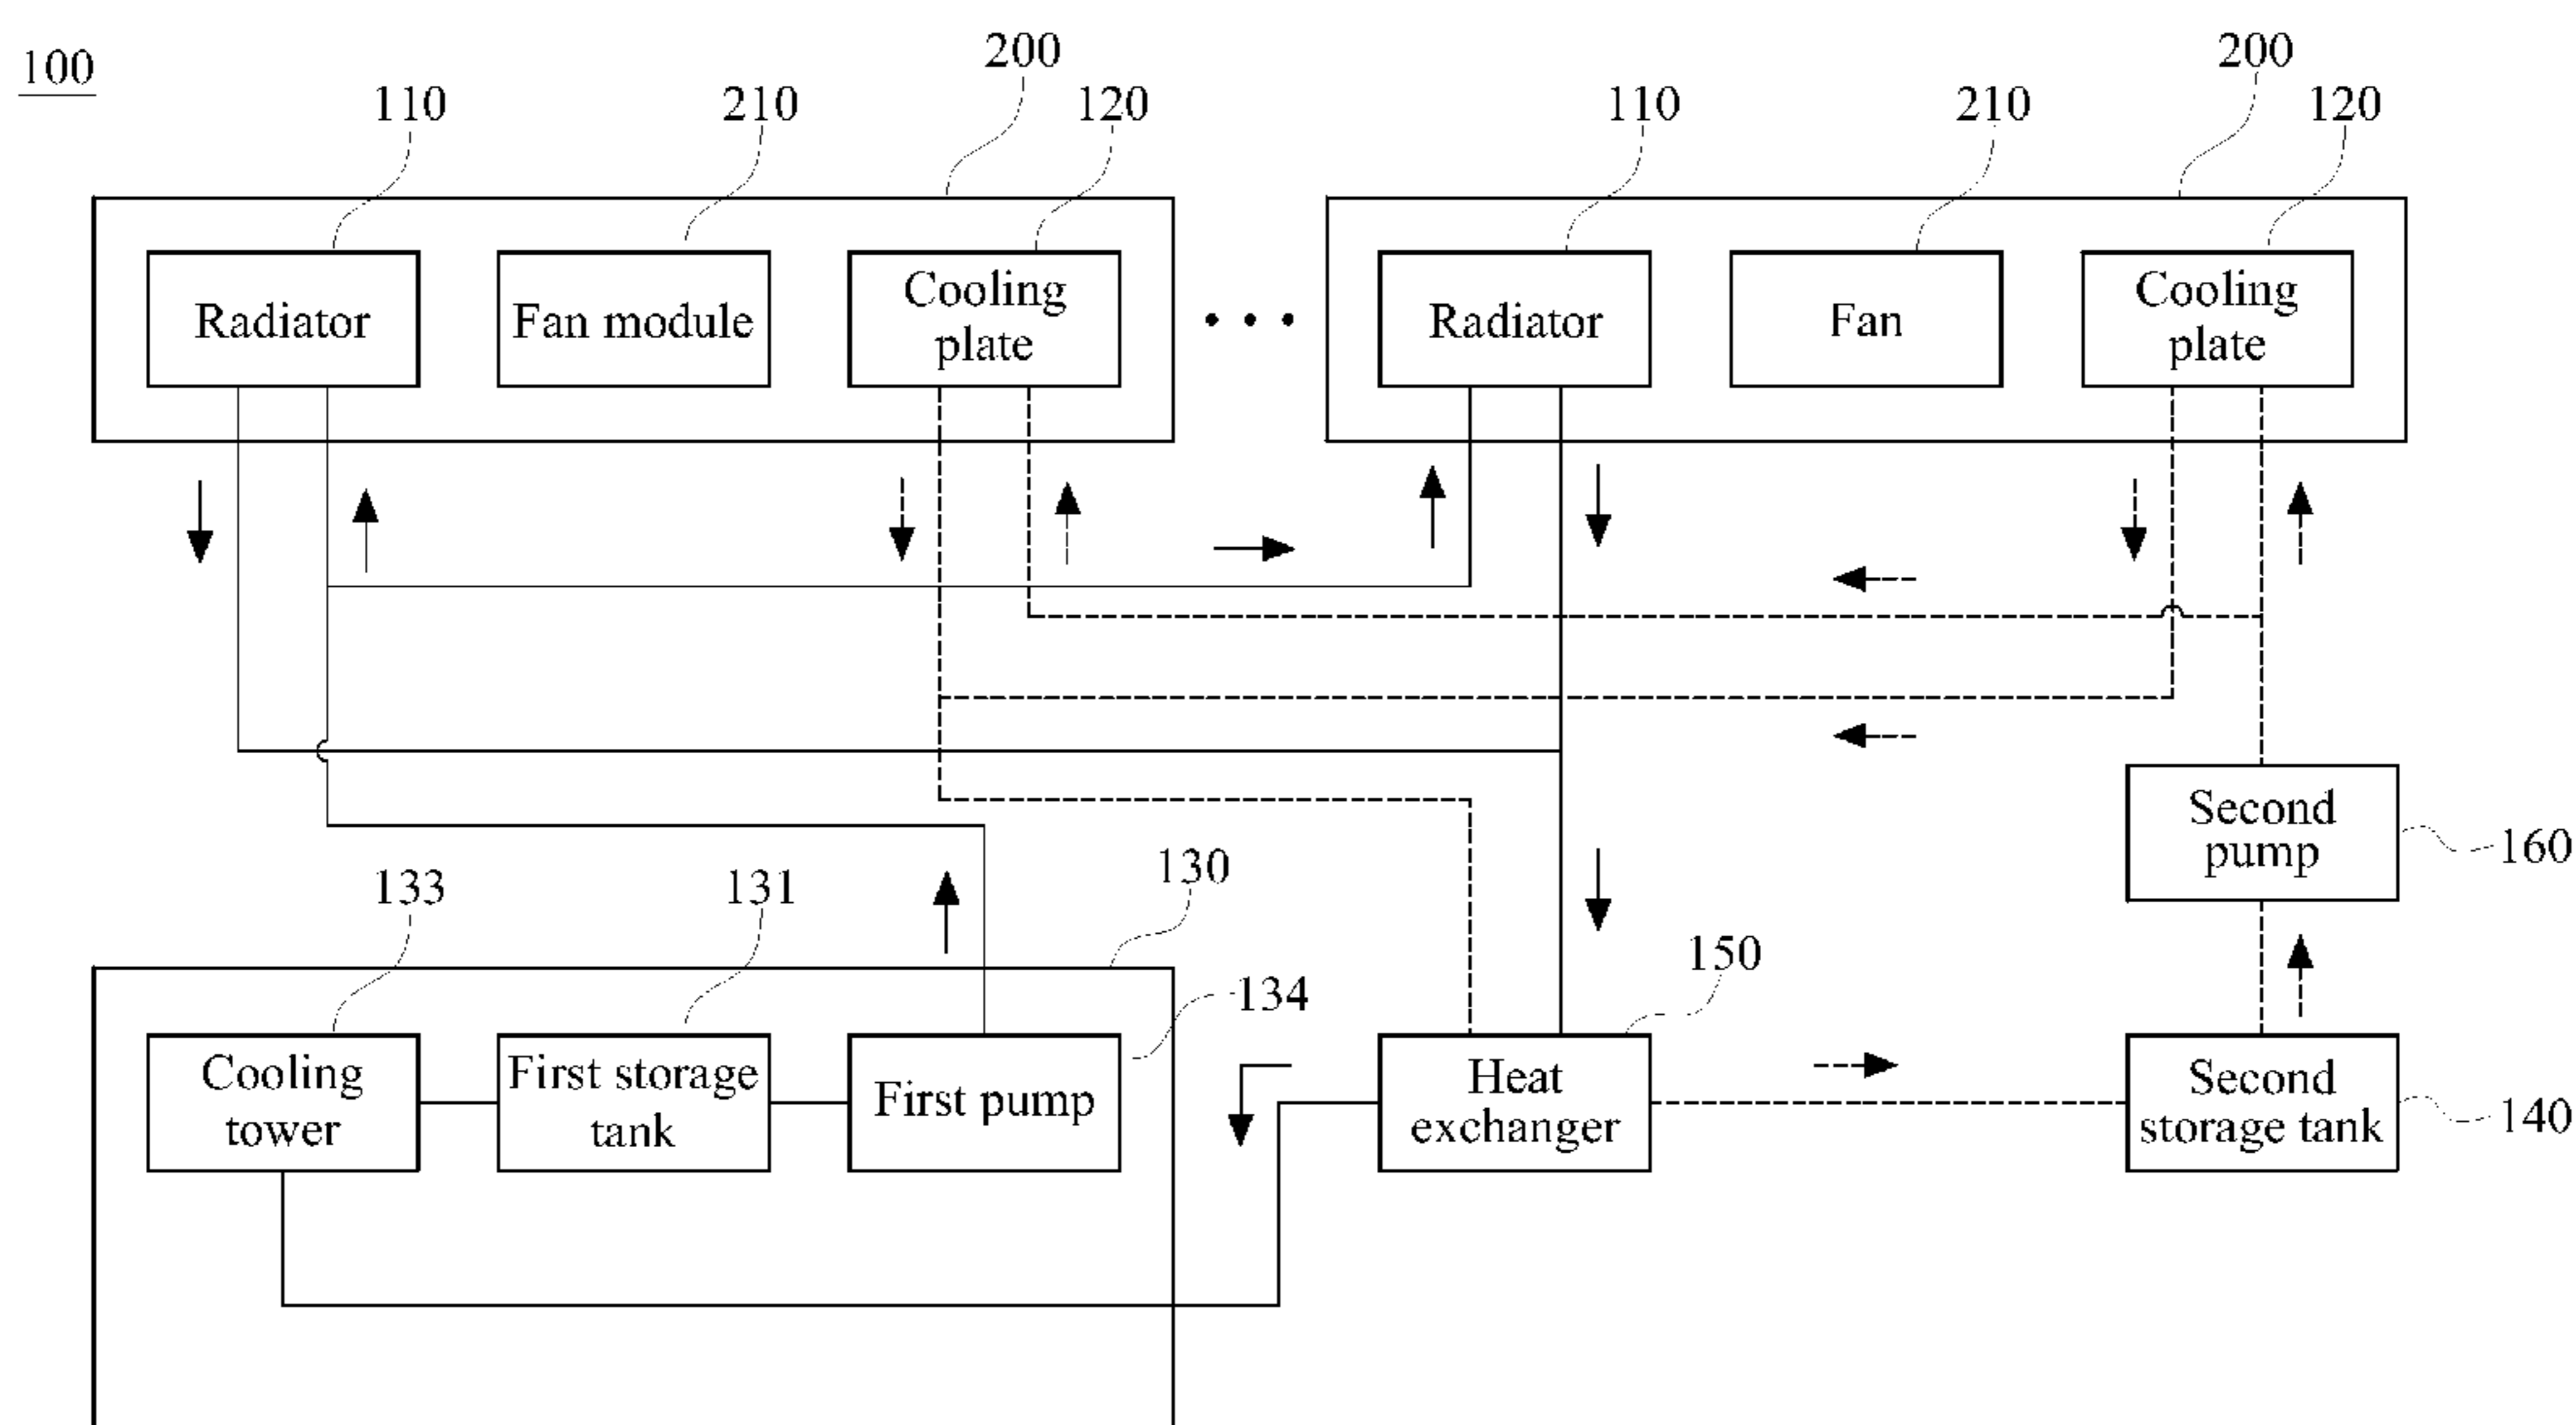 100
200
200
110
210
120
110
210
120
Radiator
Fan module
Cooling
plate
Radiator
Fan
Cooling
plate
Second
pump
160
133
131
130
134
150
Cooling
tower
First storage
tank
First pump
Heat
exchanger
Second
storage tank
140